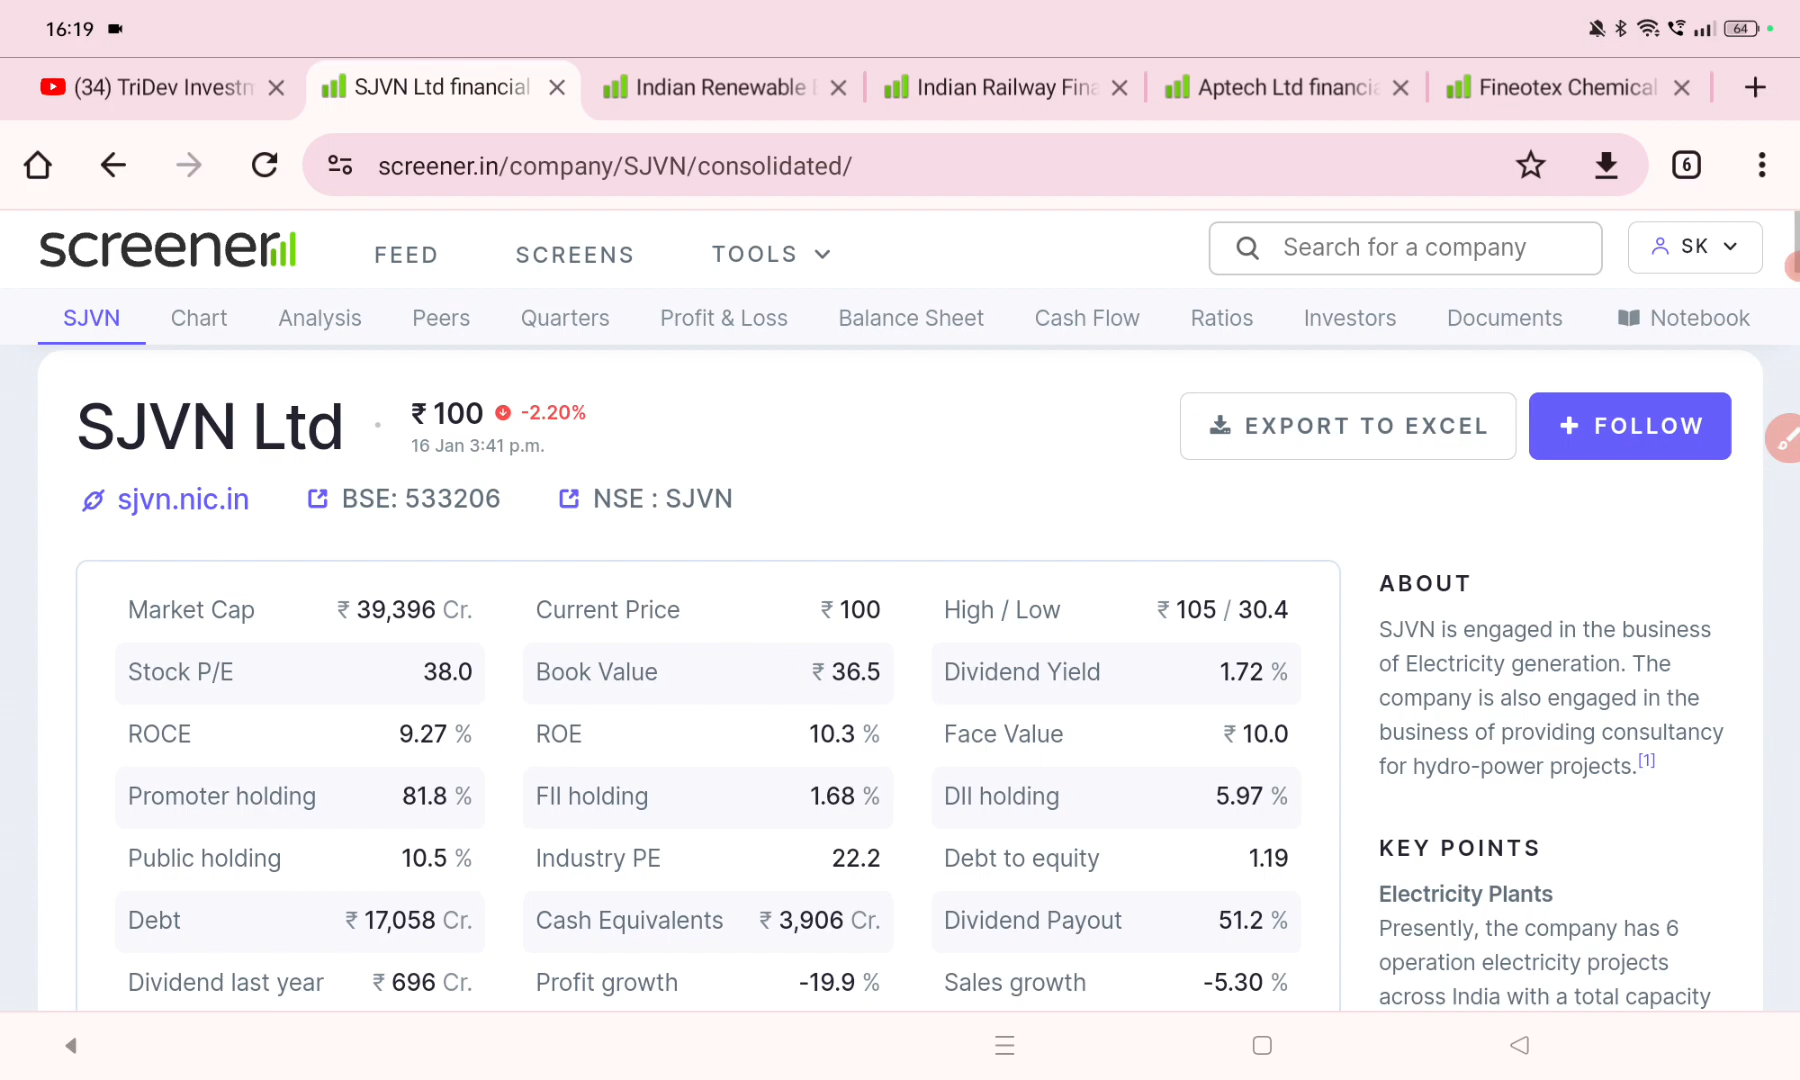 16:19
64
(34) TriDev Investm
SJVN Ltd financial
Indian Renewable E
Indian Railway Fina
Aptech Ltd financia
Fineotex Chemical
screener.in/company/SJVN/consolidated/
6
screener
FEED
SCREENS
TOOLS
Search for a company
SK
SJVN
Chart
Analysis
Peers
Quarters
Profit & Loss
Balance Sheet
Cash Flow
Ratios
Investors
Documents
Notebook
SJVN Ltd
₹ 100 -2.20%
16 Jan 3:41 p.m.
EXPORT TO EXCEL
+ FOLLOW
sjvn.nic.in
BSE: 533206
NSE : SJVN
Market Cap ₹ 39,396 Cr.
Current Price ₹ 100
High / Low ₹ 105 / 30.4
Stock P/E 38.0
Book Value ₹ 36.5
Dividend Yield 1.72 %
ROCE 9.27 %
ROE 10.3 %
Face Value ₹ 10.0
Promoter holding 81.8 %
FII holding 1.68 %
DII holding 5.97 %
Public holding 10.5 %
Industry PE 22.2
Debt to equity 1.19
Debt ₹ 17,058 Cr.
Cash Equivalents ₹ 3,906 Cr.
Dividend Payout 51.2 %
Dividend last year ₹ 696 Cr.
Profit growth -19.9 %
Sales growth -5.30 %
ABOUT
SJVN is engaged in the business
of Electricity generation. The
company is also engaged in the
business of providing consultancy
for hydro-power projects.[1]
KEY POINTS
Electricity Plants
Presently, the company has 6
operation electricity projects
across India with a total capacity